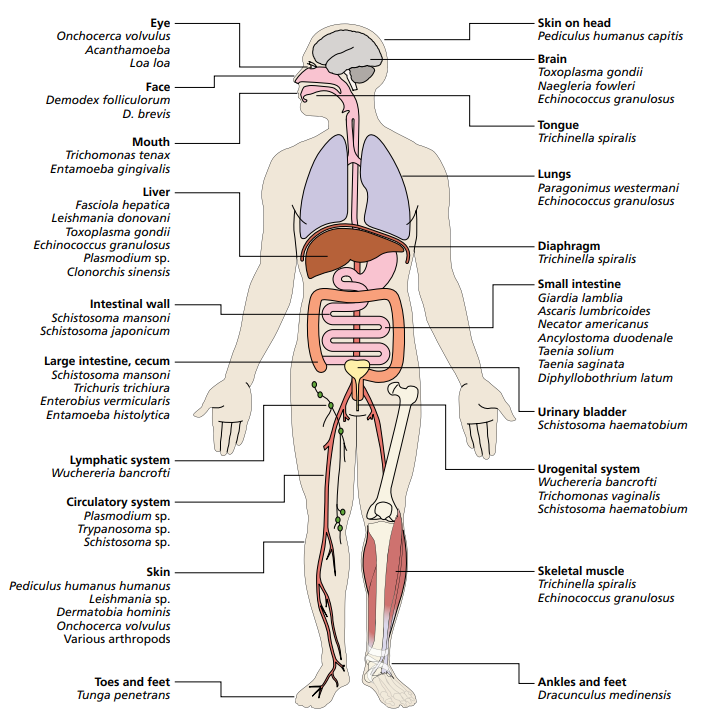 Eye
Onchocerca volvulus
Acanthamoeba
Loa loa
Face
Demodex folliculorum
D. brevis
Mouth
Trichomonas tenax
Entamoeba gingivalis
Liver
Fasciola hepatica
Leishmania donovani
Toxoplasma gondii
Echinococcus granulosus
Plasmodium sp.
Clonorchis sinensis
Intestinal wall
Schistosoma mansoni
Schistosoma japonicum
Large intestine, cecum
Schistosoma mansoni
Trichuris trichiura
Enterobius vermicularis
Entamoeba histolytica
Lymphatic system
Wuchereria bancrofti
Circulatory system
Plasmodium sp.
Trypanosoma sp.
Schistosoma sp.
Skin
Pediculus humanus humanus
Leishmania sp.
Dermatobia hominis
Onchocerca volvulus
Various arthropods
Toes and feet
Tunga penetrans
Skin on head
Pediculus humanus capitis
Brain
Toxoplasma gondii
Naegleria fowleri
Echinococcus granulosus
Tongue
Trichinella spiralis
Lungs
Paragonimus westermani
Echinococcus granulosus
Diaphragm
Trichinella spiralis
Small intestine
Giardia lamblia
Ascaris lumbricoides
Necator americanus
Ancylostoma duodenale
Taenia solium
Taenia saginata
Diphyllobothrium latum
Urinary bladder
Schistosoma haematobium
Urogenital system
Wuchereria bancrofti
Trichomonas vaginalis
Schistosoma haematobium
Skeletal muscle
Trichinella spiralis
Echinococcus granulosus
Ankles and feet
Dracunculus medinensis